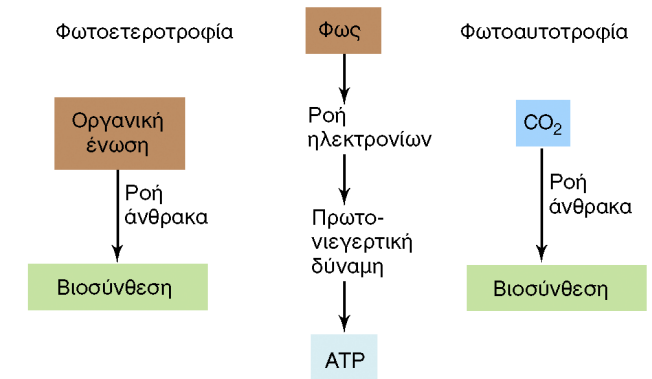 Φωτοετεροτροφία
Φως
Φωτοαυτοτροφία
Οργανική
ένωση
Ροή
άνθρακα
Βιοσύνθεση
Ροή
ηλεκτρονίων
Πρωτο-
νιεγερτική
δύναμη
ATP
CO₂
Ροή
άνθρακα
Βιοσύνθεση